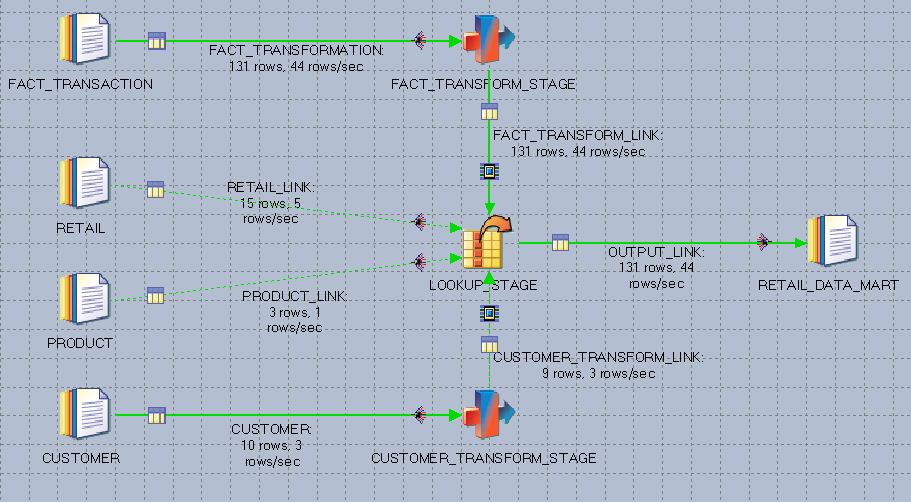 FACT_TRANSFORMATION:
131 rows, 44 rows/sec
FACT_TRANSACTION
FACT_TRANSFORM_STAGE
FACT_TRANSFORM_LINK:
131 rows, 44 rows/sec
RETAIL_LINK:
15 rows, 5
rows/sec
RETAIL
OUTPUT_LINK:
131 rows, 44
rows/sec
LOOKUP_STAGE
RETAIL_DATA_MART
PRODUCT_LINK:
3 rows, 1
rows/sec
PRODUCT
CUSTOMER_TRANSFORM_LINK:
9 rows, 3 rows/sec
CUSTOMER:
10 rows, 3
rows/sec
CUSTOMER
CUSTOMER_TRANSFORM_STAGE